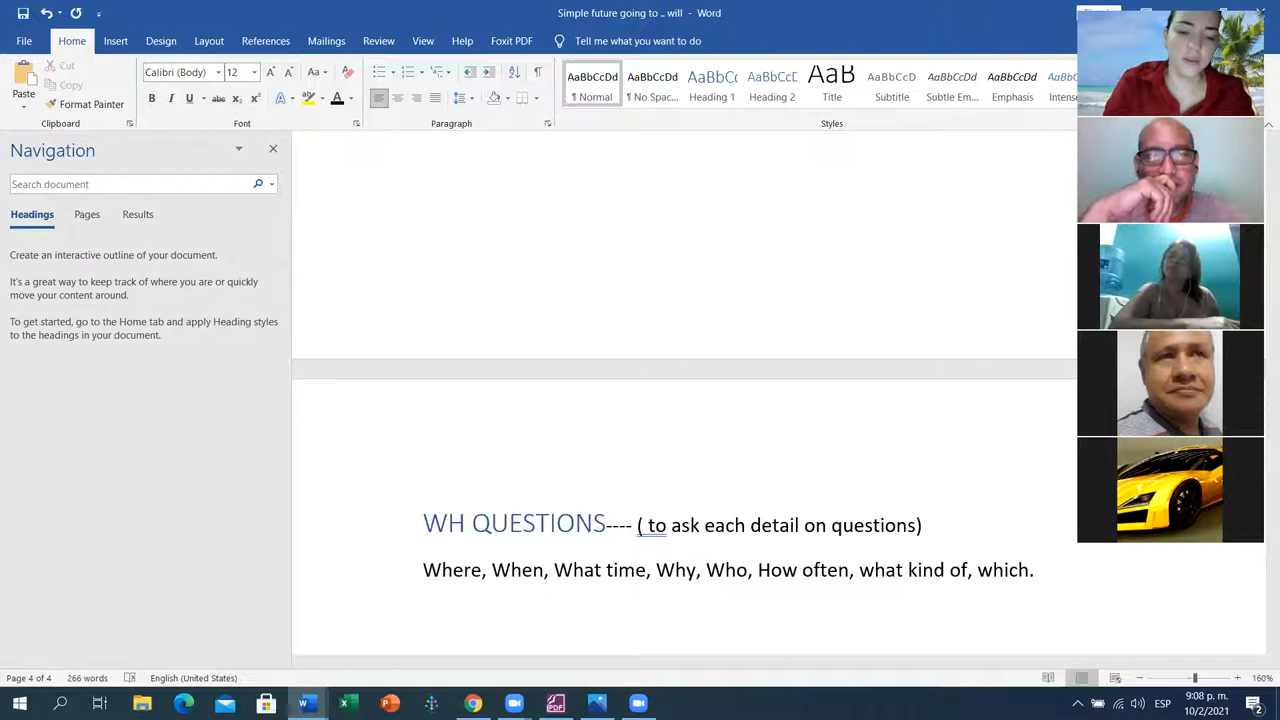 Simple future going to .. will - Word
File Home Insert Design Layout References Mailings Review View Help Foxit PDF Tell me what you want to do
Cut
Copy
Paste
Format Painter
Calibri (Body) 12
AaBbCcDd AaBbCcDd AaBbCc AaBbCcD AaB AaBbCcD AaBbCcDd AaBbCcDd
¶ Normal ¶ No Spac... Heading 1 Heading 2 Title Subtitle Subtle Em... Emphasis
Clipboard Font Paragraph Styles
Navigation
Search document
Headings Pages Results
Create an interactive outline of your document.
It's a great way to keep track of where you are or quickly
move your content around.
To get started, go to the Home tab and apply Heading styles
to the headings in your document.
WH QUESTIONS---- ( to ask each detail on questions)
Where, When, What time, Why, Who, How often, what kind of, which.
Page 4 of 4 266 words English (United States) 160%
ESP
9:08 p. m.
10/2/2021
2